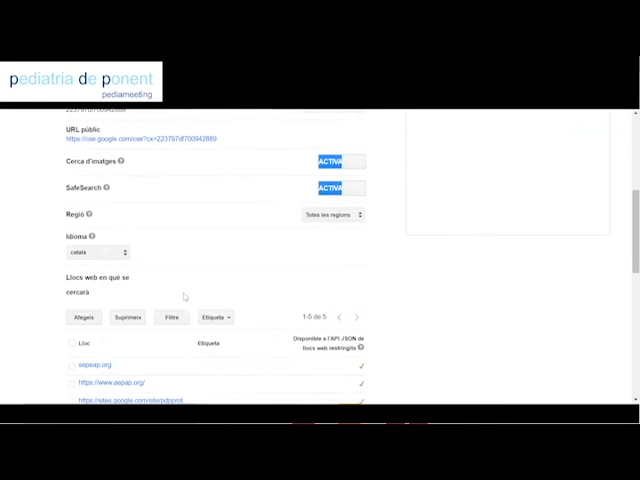 pediatria de ponent
pediameeting
URL públic
https://cse.google.com/cse?cx=223797df700942889
Cerca d'imatges
ACTIVA
SafeSearch
ACTIVA
Regió
Totes les regions
Idioma
català
Llocs web en què se
cercarà
Afegeix
Suprimeix
Filtre
Etiqueta
1-5 de 5
Lloc
Etiqueta
Disponible a l'API JSON de
llocs web restringits
sepeap.org
https://www.aepap.org/
https://sites.google.com/site/pdpprot...